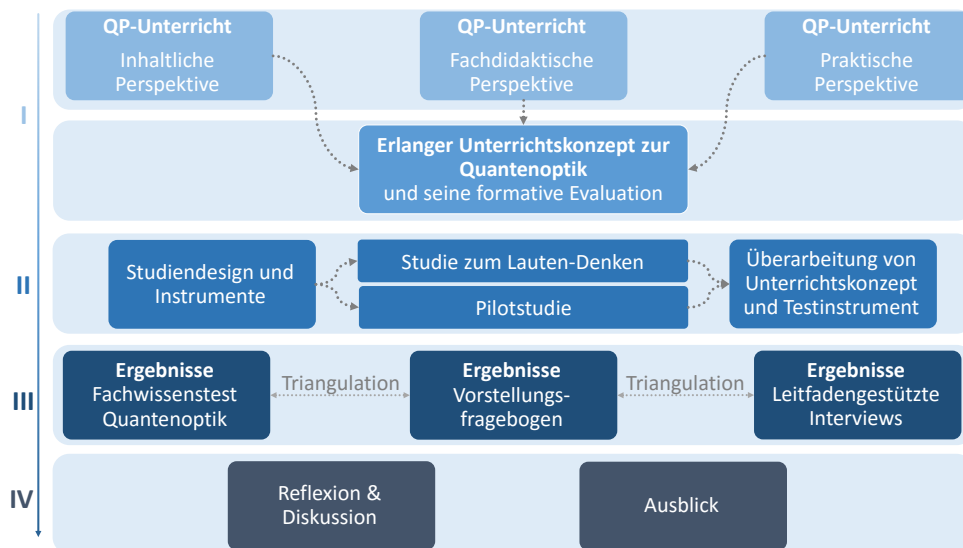 QP-Unterricht
Inhaltliche
Perspektive
QP-Unterricht
Fachdidaktische
Perspektive
QP-Unterricht
Praktische
Perspektive
I
Erlanger Unterrichtskonzept zur
Quantenoptik
und seine formative Evaluation
II
Studiendesign und
Instrumente
Studie zum Lauten-Denken
Pilotstudie
Überarbeitung von
Unterrichtskonzept
und Testinstrument
III
Ergebnisse
Fachwissenstest
Quantenoptik
Triangulation
Ergebnisse
Vorstellungs-
fragebogen
Triangulation
Ergebnisse
Leitfadengestützte
Interviews
IV
Reflexion &
Diskussion
Ausblick